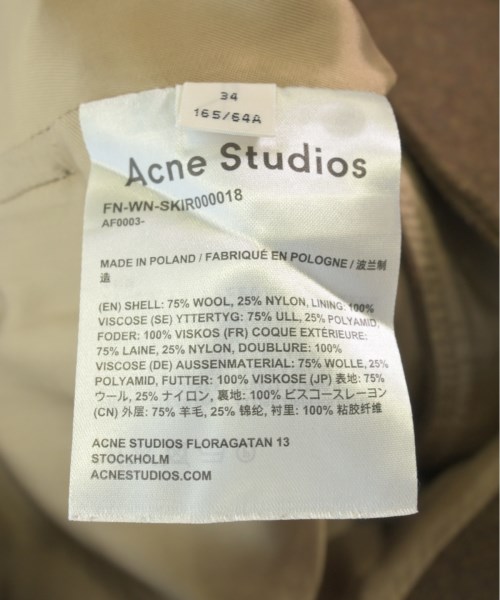 34
165/64A
Acne Studios
FN-WN-SKIR000018
AF0003-
MADE IN POLAND / FABRIQUÉ EN POLOGNE / 波兰制
造
(EN) SHELL: 75% WOOL, 25% NYLON, LINING: 100%
VISCOSE (SE) YTTERTYG: 75% ULL, 25% POLYAMID,
FODER: 100% VISKOS (FR) COQUE EXTÉRIEURE:
75% LAINE, 25% NYLON, DOUBLURE: 100%
VISCOSE (DE) AUSSENMATERIAL: 75% WOLLE, 25%
POLYAMID, FUTTER: 100% VISKOSE (JP) 表地: 75%
ウール, 25% ナイロン, 裏地: 100% ビスコースレーヨン
(CN) 外层: 75% 羊毛, 25% 锦纶, 衬里: 100% 粘胶纤维
ACNE STUDIOS FLORAGATAN 13
STOCKHOLM
ACNESTUDIOS.COM